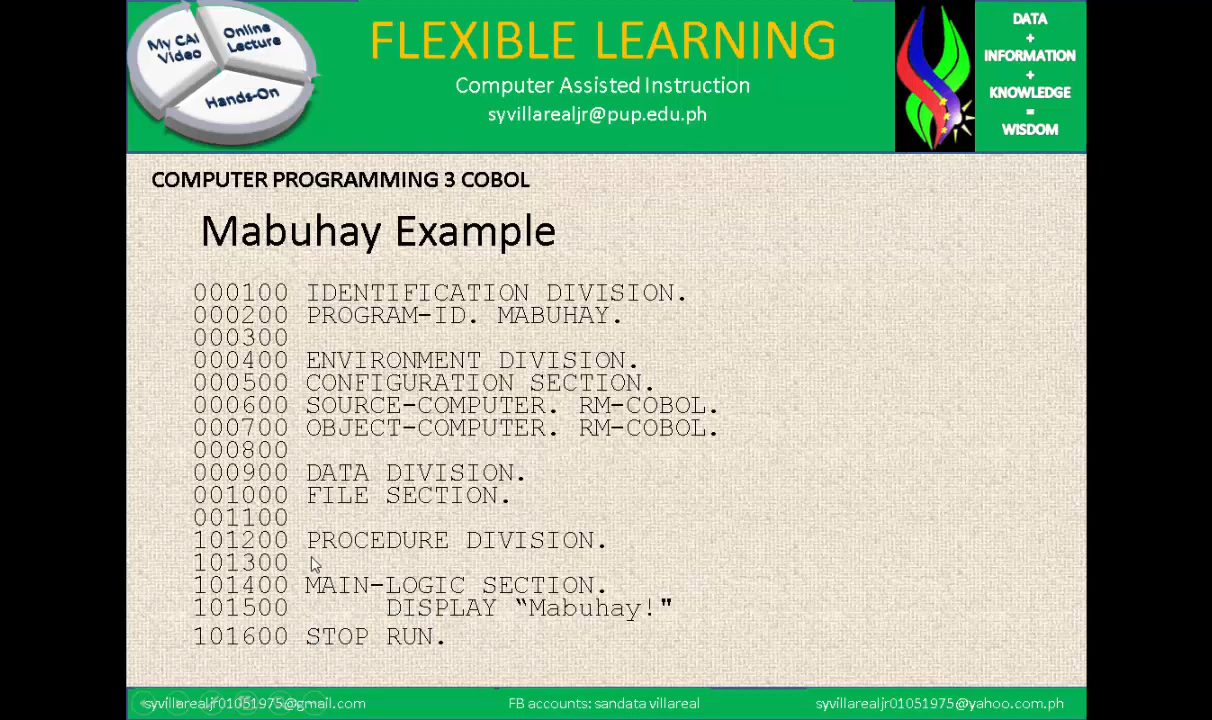 My CAI
Video
Online
Lecture
Hands-On
FLEXIBLE LEARNING
Computer Assisted Instruction
syvillarealjr@pup.edu.ph
DATA
+
INFORMATION
+
KNOWLEDGE
=
WISDOM
COMPUTER PROGRAMMING 3 COBOL
Mabuhay Example
000100 IDENTIFICATION DIVISION.
000200 PROGRAM-ID. MABUHAY.
000300
000400 ENVIRONMENT DIVISION.
000500 CONFIGURATION SECTION.
000600 SOURCE-COMPUTER. RM-COBOL.
000700 OBJECT-COMPUTER. RM-COBOL.
000800
000900 DATA DIVISION.
001000 FILE SECTION.
001100
101200 PROCEDURE DIVISION.
101300
101400 MAIN-LOGIC SECTION.
101500 DISPLAY “Mabuhay!"
101600 STOP RUN.
syvillarealjr01051975@gmail.com
FB accounts: sandata villareal
syvillarealjr01051975@yahoo.com.ph